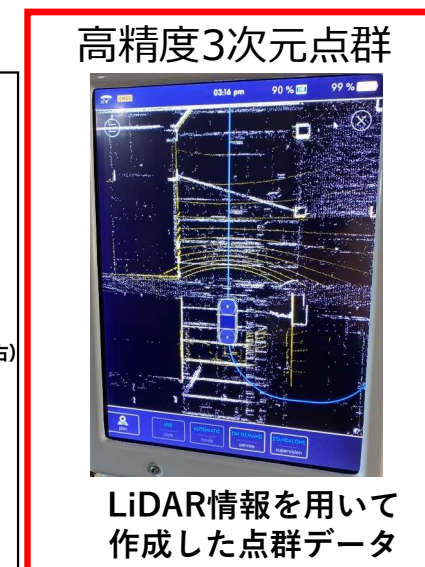 高精度3次元点群
03:16 pm
90 %
99 %
右)
plan
USE
AUTOMATIC
mode
ON DEMAND
service
STANDALONE
supervision
LiDAR情報を用いて
作成した点群データ